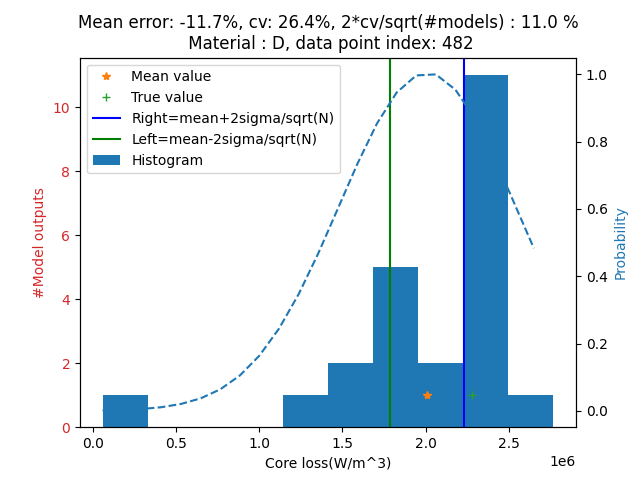 Mean error: -11.7%, cv: 26.4%, 2*cv/sqrt(#models) : 11.0 %
Material : D, data point index: 482
Mean value
True value
Right=mean+2sigma/sqrt(N)
Left=mean-2sigma/sqrt(N)
Histogram
#Model outputs
0
2
4
6
8
10
Probability
0.0
0.2
0.4
0.6
0.8
1.0
0.0 0.5 1.0 1.5 2.0 2.5
1e6
Core loss(W/m^3)